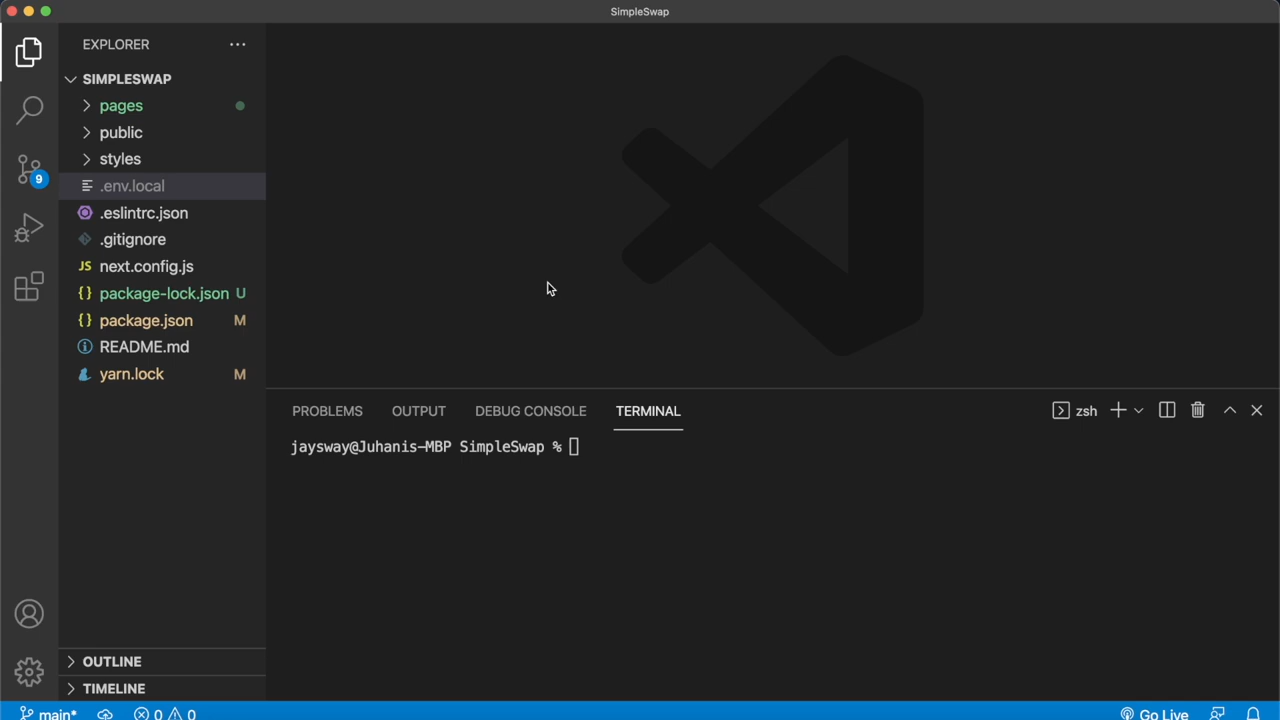 SimpleSwap
EXPLORER
SIMPLESWAP
pages
public
styles
9
.env.local
.eslintrc.json
.gitignore
JS next.config.js
{} package-lock.json U
{} package.json M
README.md
yarn.lock M
PROBLEMS OUTPUT DEBUG CONSOLE TERMINAL
zsh
jaysway@Juhanis-MBP SimpleSwap %
OUTLINE
TIMELINE
main* 0 0 Go Live